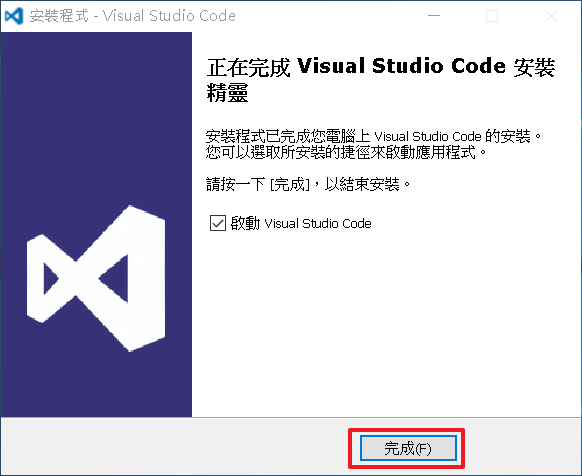 安裝程式 - Visual Studio Code
正在完成 Visual Studio Code 安裝
精靈
安裝程式已完成您電腦上 Visual Studio Code 的安裝。
您可以選取所安裝的捷徑來啟動應用程式。
請按一下 [完成]，以結束安裝。
啟動 Visual Studio Code
完成(F)